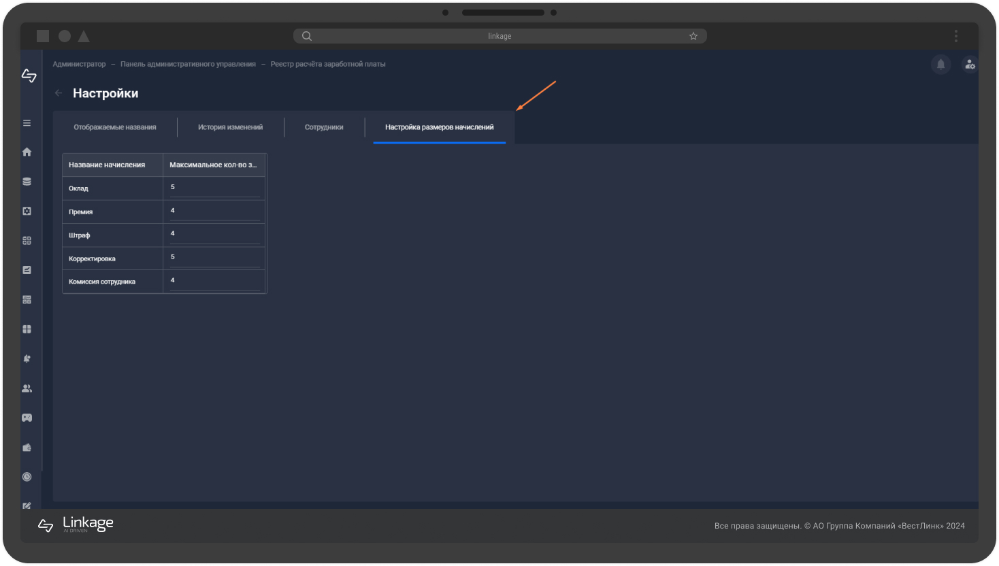 linkage
Администратор – Панель административного управления – Реестр расчёта заработной платы
Настройки
Отображаемые названия
История изменений
Сотрудники
Настройка размеров начислений
Название начисления
Максимальное кол-во з...
Оклад
5
Премия
4
Штраф
4
Корректировка
5
Комиссия сотрудника
4
Linkage
AI DRIVEN
Все права защищены. © АО Группа Компаний «ВестЛинк» 2024